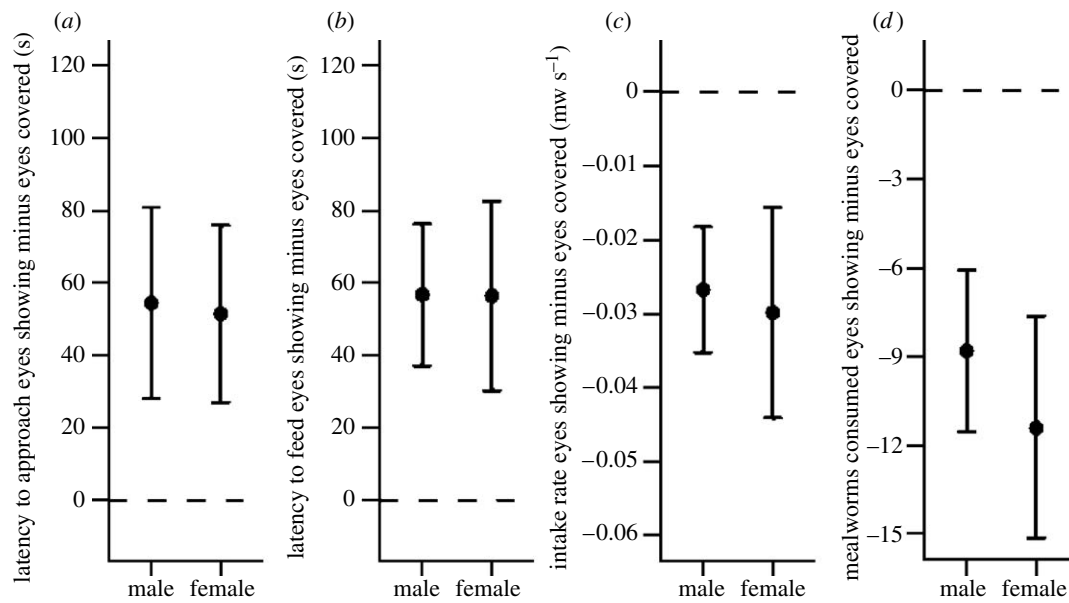 (a)
latency to approach eyes showing minus eyes covered (s)
120
100
80
60
40
20
0
male female
(b)
latency to feed eyes showing minus eyes covered (s)
120
100
80
60
40
20
0
male female
(c)
intake rate eyes showing minus eyes covered (mw s⁻¹)
0
−0.01
−0.02
−0.03
−0.04
−0.05
−0.06
male female
(d)
mealworms consumed eyes showing minus eyes covered
0
−3
−6
−9
−12
−15
male female